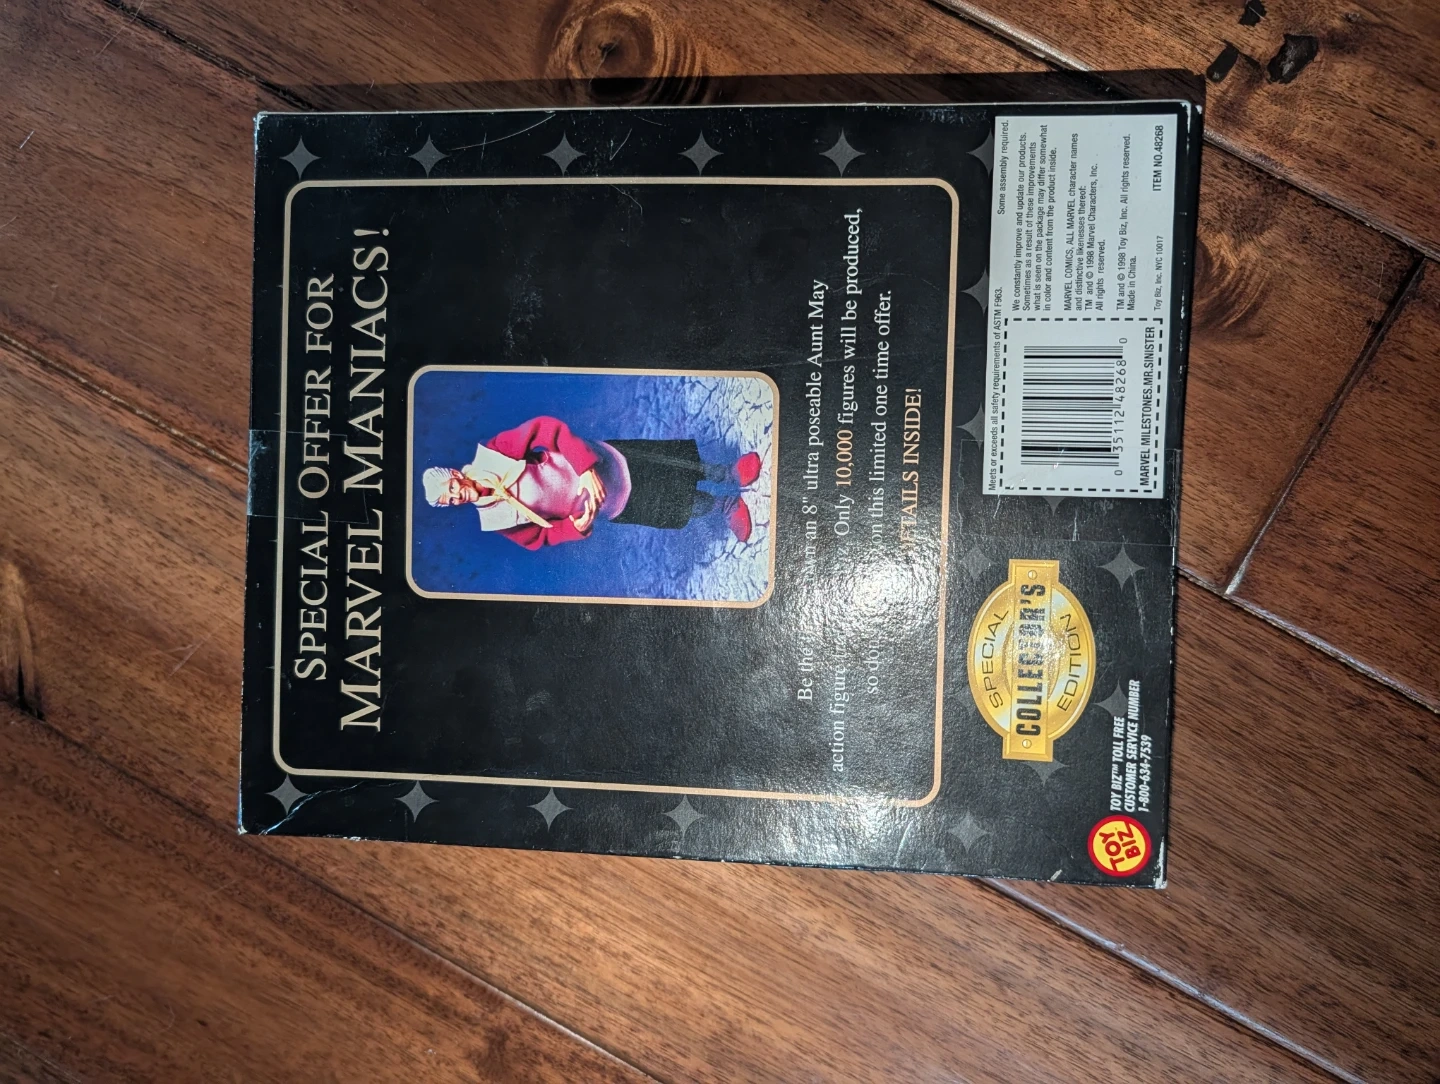 SPECIAL OFFER FOR
MARVEL MANIACS!
Be the
an 8" ultra poseable Aunt May
action figure
Only 10,000 figures will be produced,
so don
on this limited one time offer.
DETAILS INSIDE!
SPECIAL
COLLECTOR'S
EDITION
TOY BIZ
TOY BIZ™ TOLL FREE
CUSTOMER SERVICE NUMBER
1-800-634-7539
Meets or exceeds all safety requirements of ASTM F963.
Some assembly required.
0 35112 48268 0
MARVEL MILESTONES.MR.SINISTER
We constantly improve and update our products.
Sometimes as a result of these improvements
what is seen on the package may differ somewhat
in color and content from the product inside.
MARVEL COMICS, ALL MARVEL character names
and distinctive likenesses thereof:
TM and © 1998 Marvel Characters, Inc.
All rights reserved.
TM and © 1998 Toy Biz, Inc. All rights reserved.
Made in China.
Toy Biz, Inc. NYC 10017
ITEM NO.48268